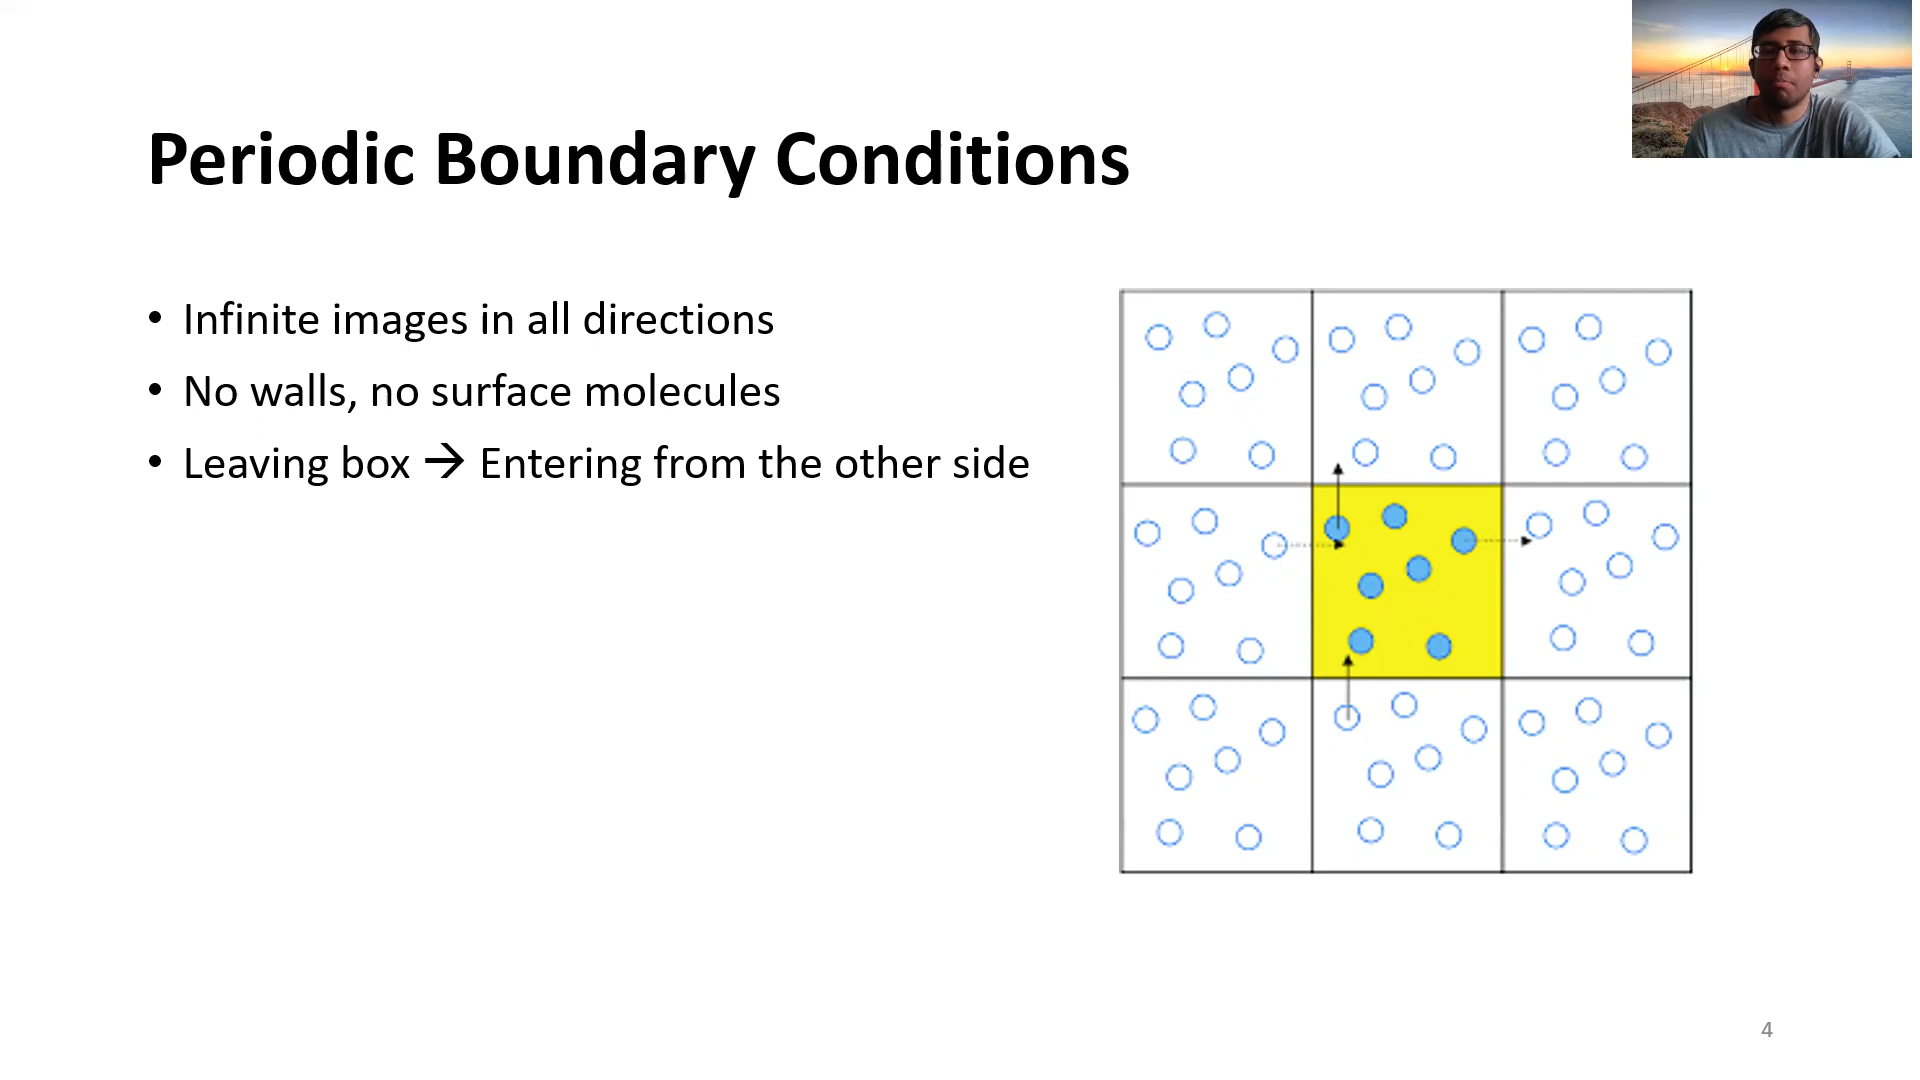 Periodic Boundary Conditions
• Infinite images in all directions
• No walls, no surface molecules
• Leaving box → Entering from the other side
4